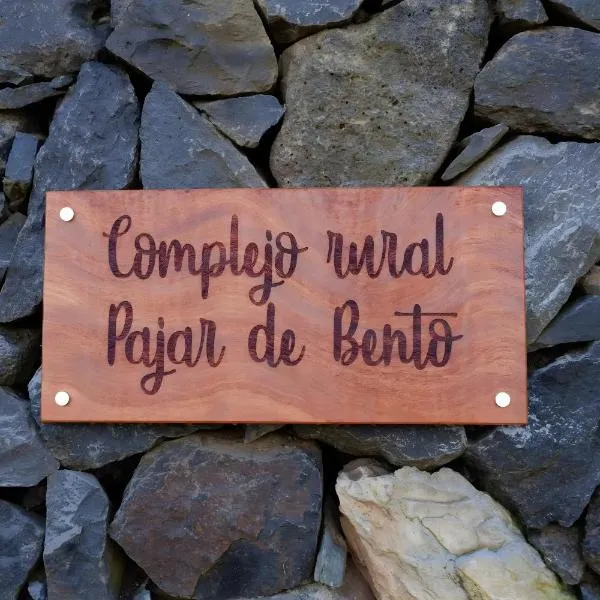 Complejo rural
Pajar de Bento